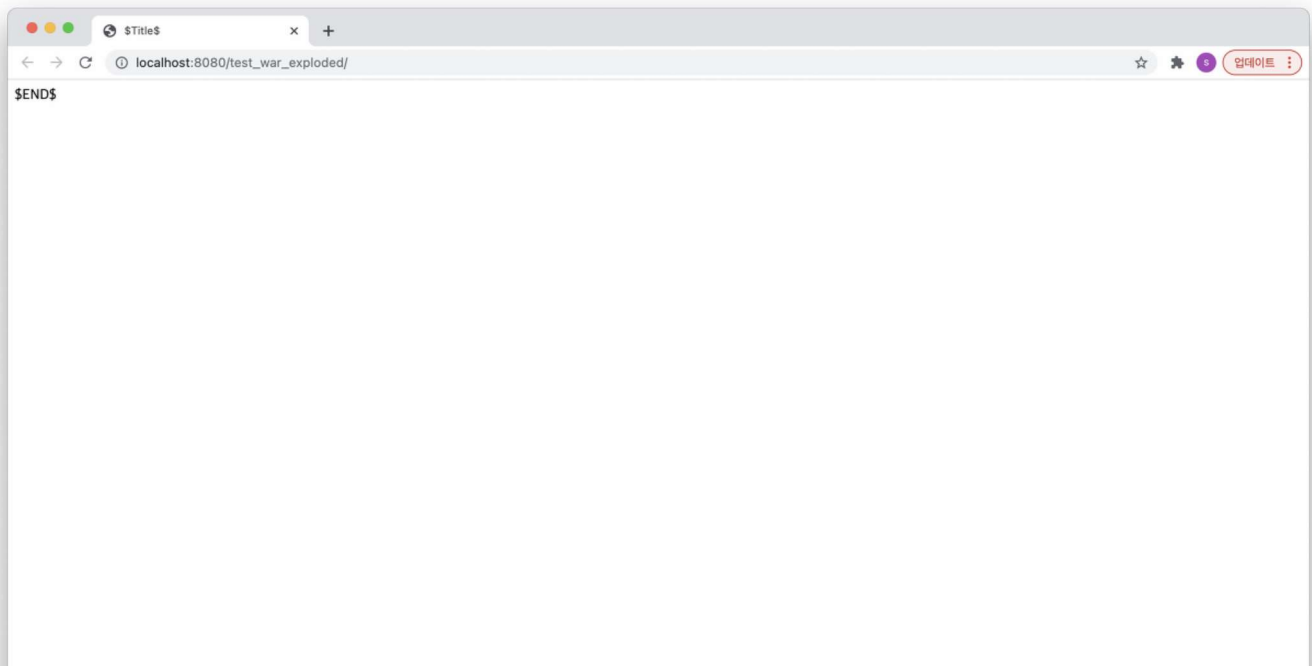 $Title$
localhost:8080/test_war_exploded/
S
업데이트
$END$